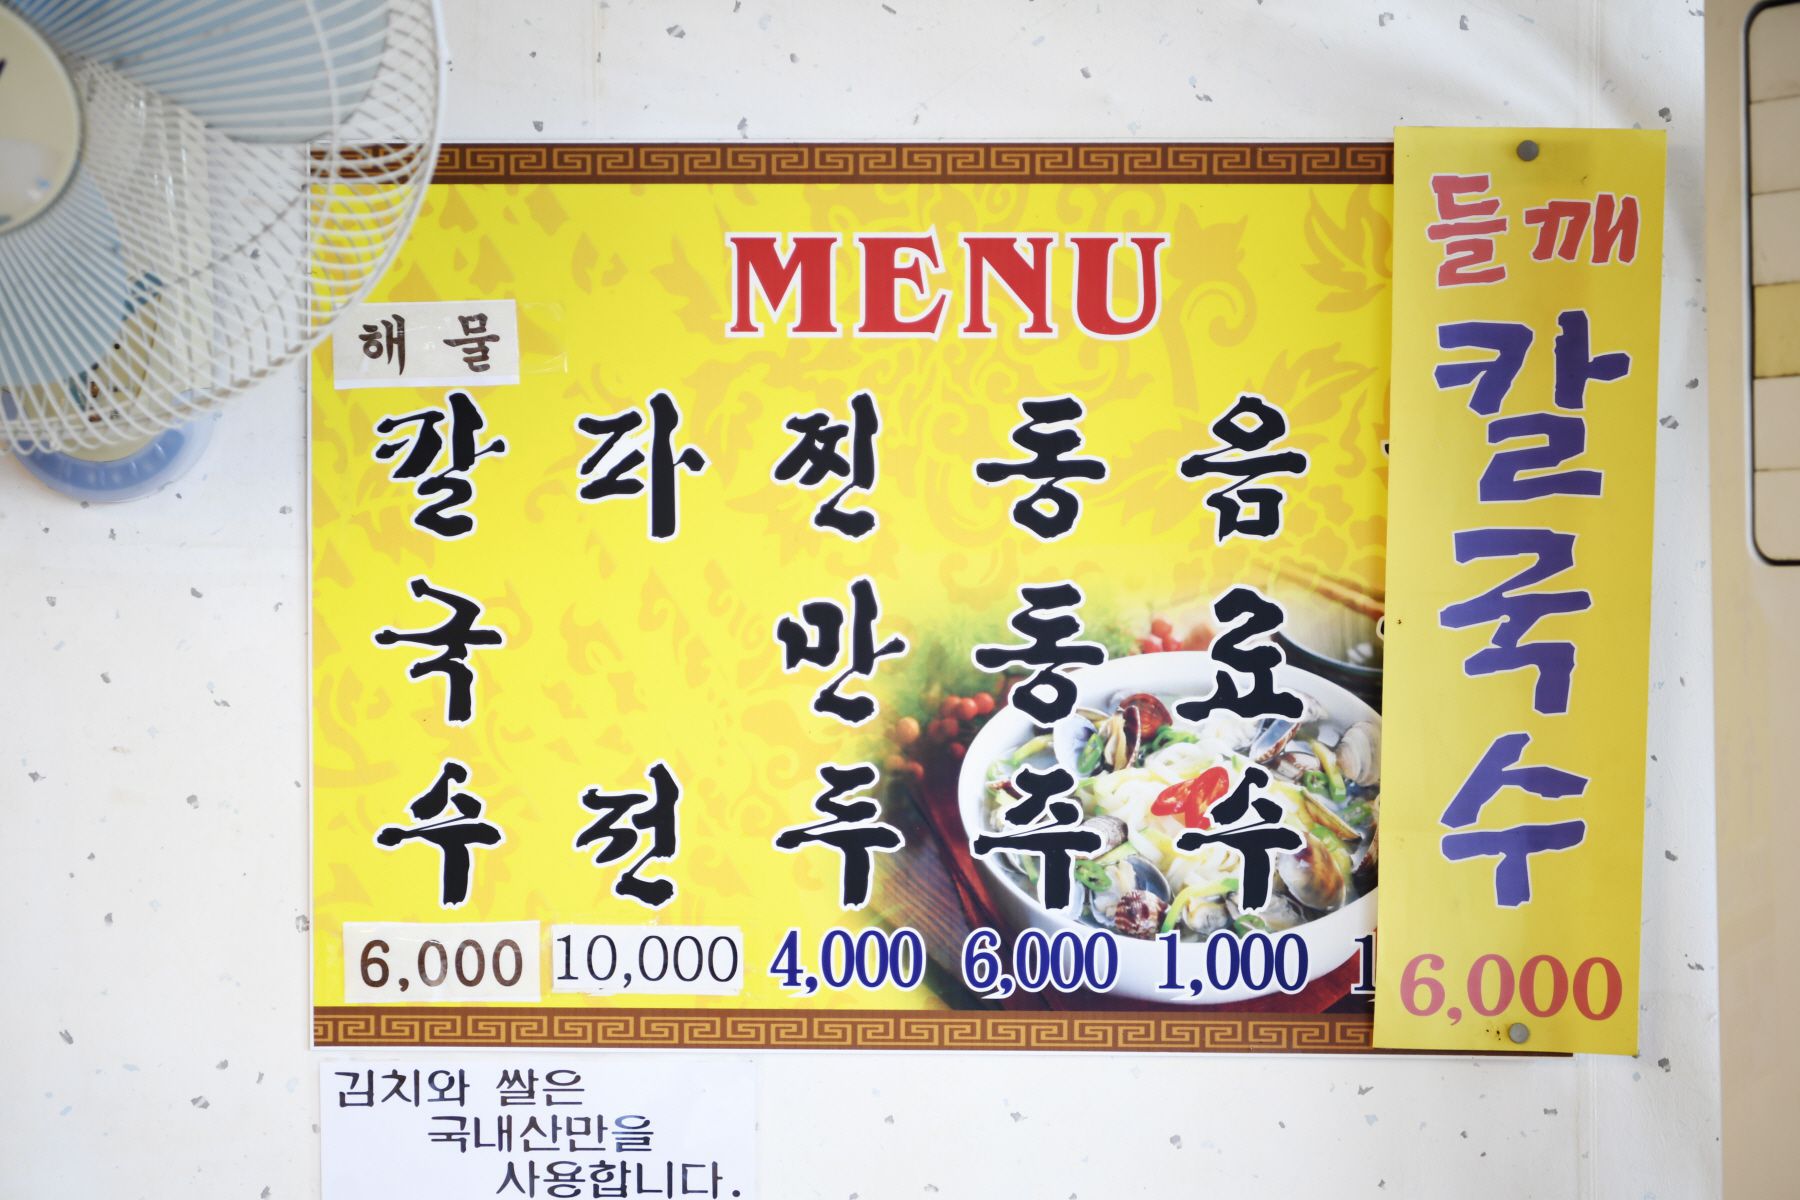 MENU
해물
칼국수
6,000
파전
10,000
찐만두
4,000
통동주
6,000
음료수
1,000
들깨
칼국수
6,000
김치와 쌀은
국내산만을
사용합니다.